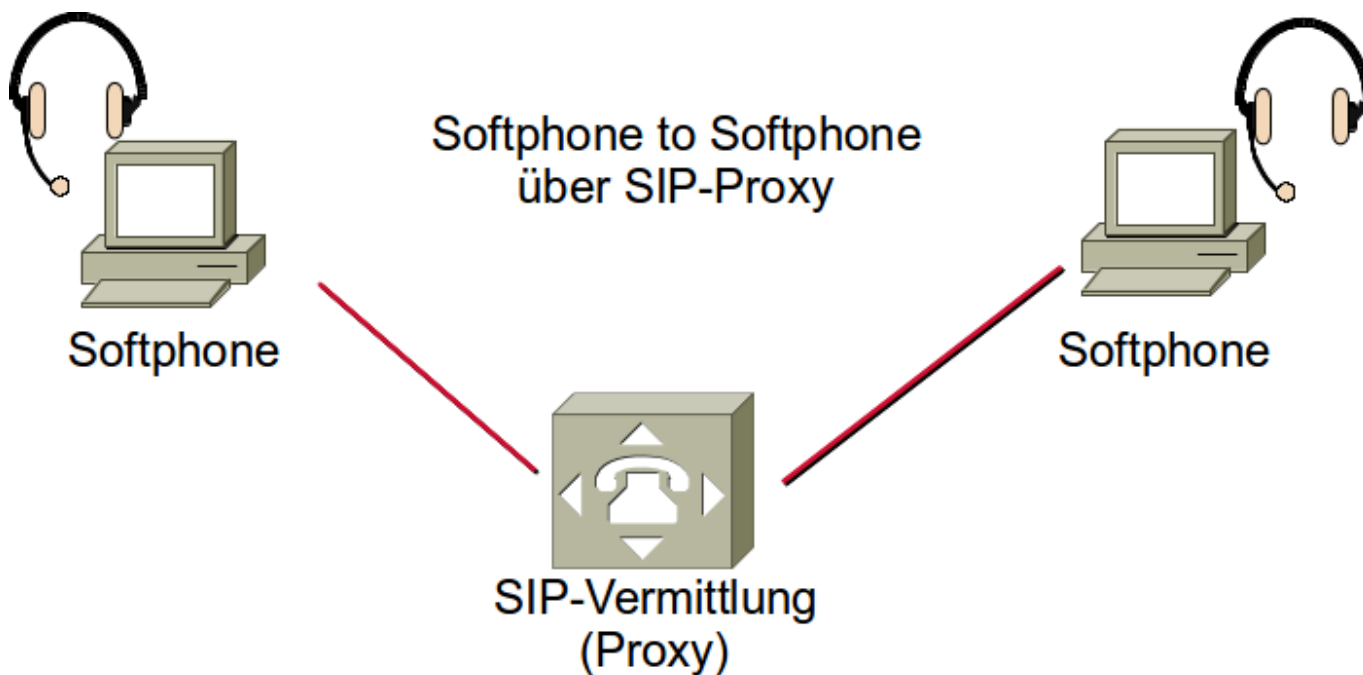 Softphone to Softphone
über SIP-Proxy
Softphone
Softphone
SIP-Vermittlung
(Proxy)